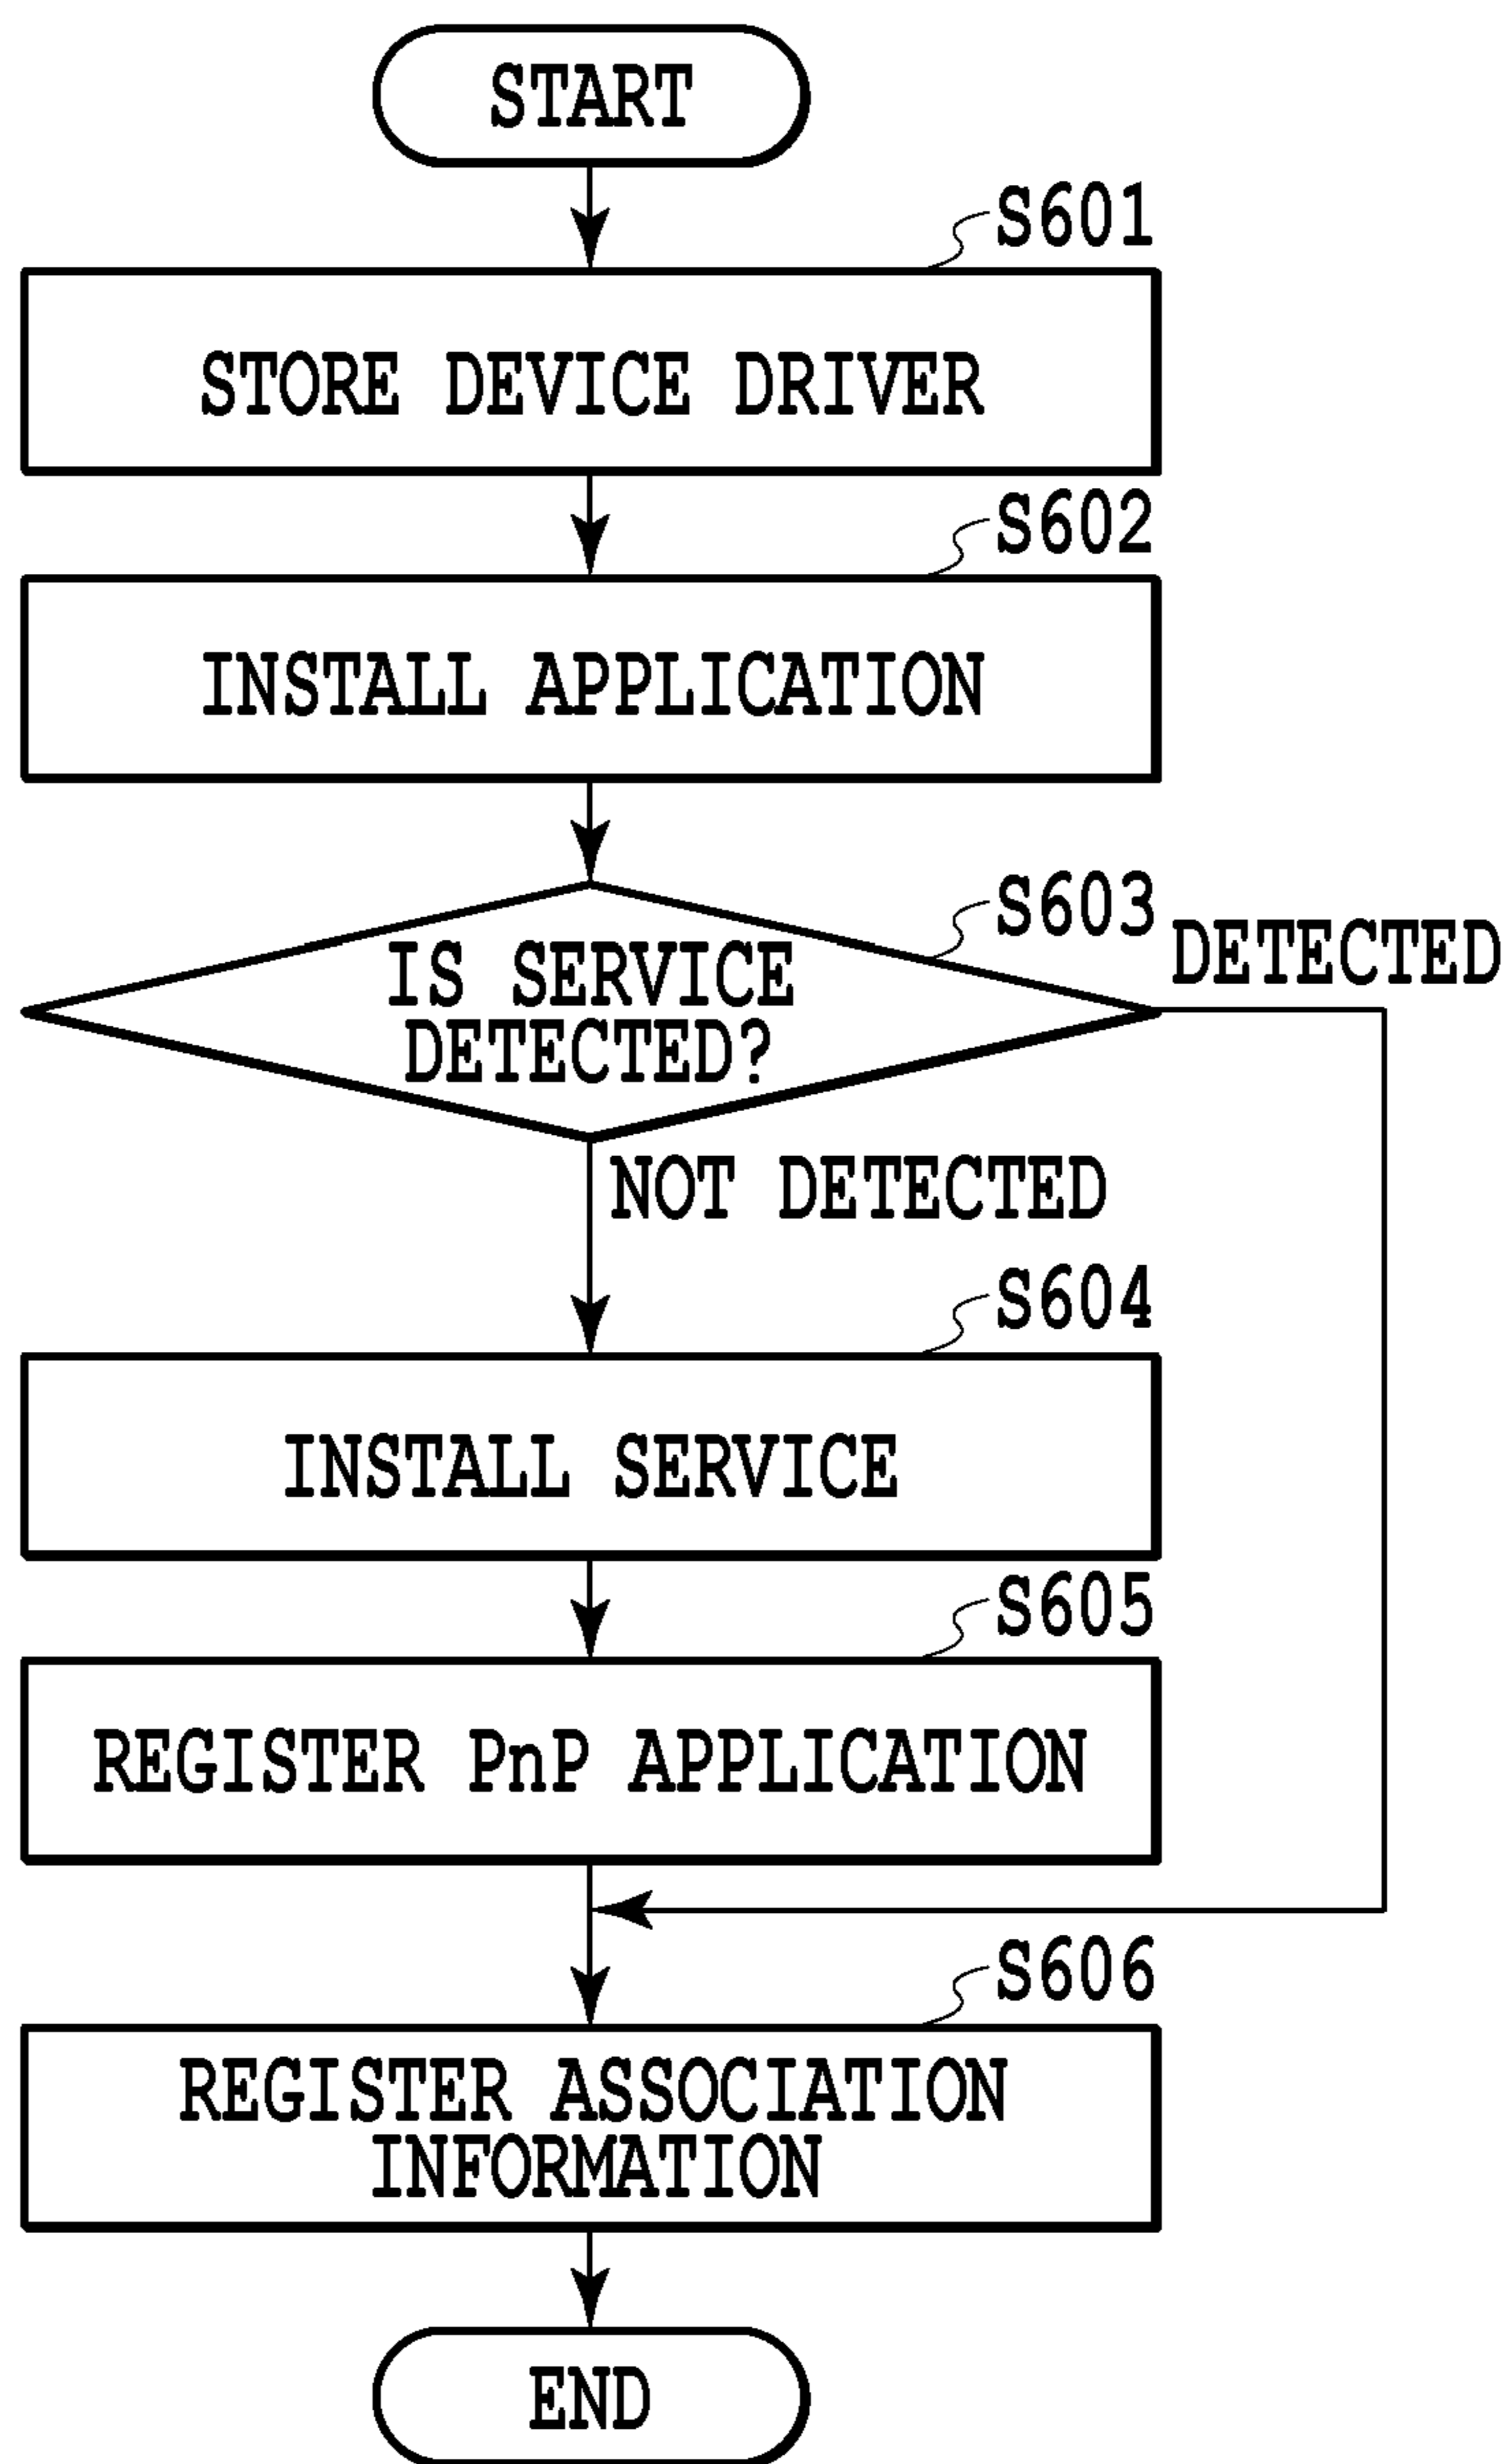 START
S601
STORE DEVICE DRIVER
S602
INSTALL APPLICATION
S603
DETECTED
IS SERVICE
DETECTED?
NOT DETECTED
S604
INSTALL SERVICE
S605
REGISTER PnP APPLICATION
S606
REGISTER ASSOCIATION
INFORMATION
END